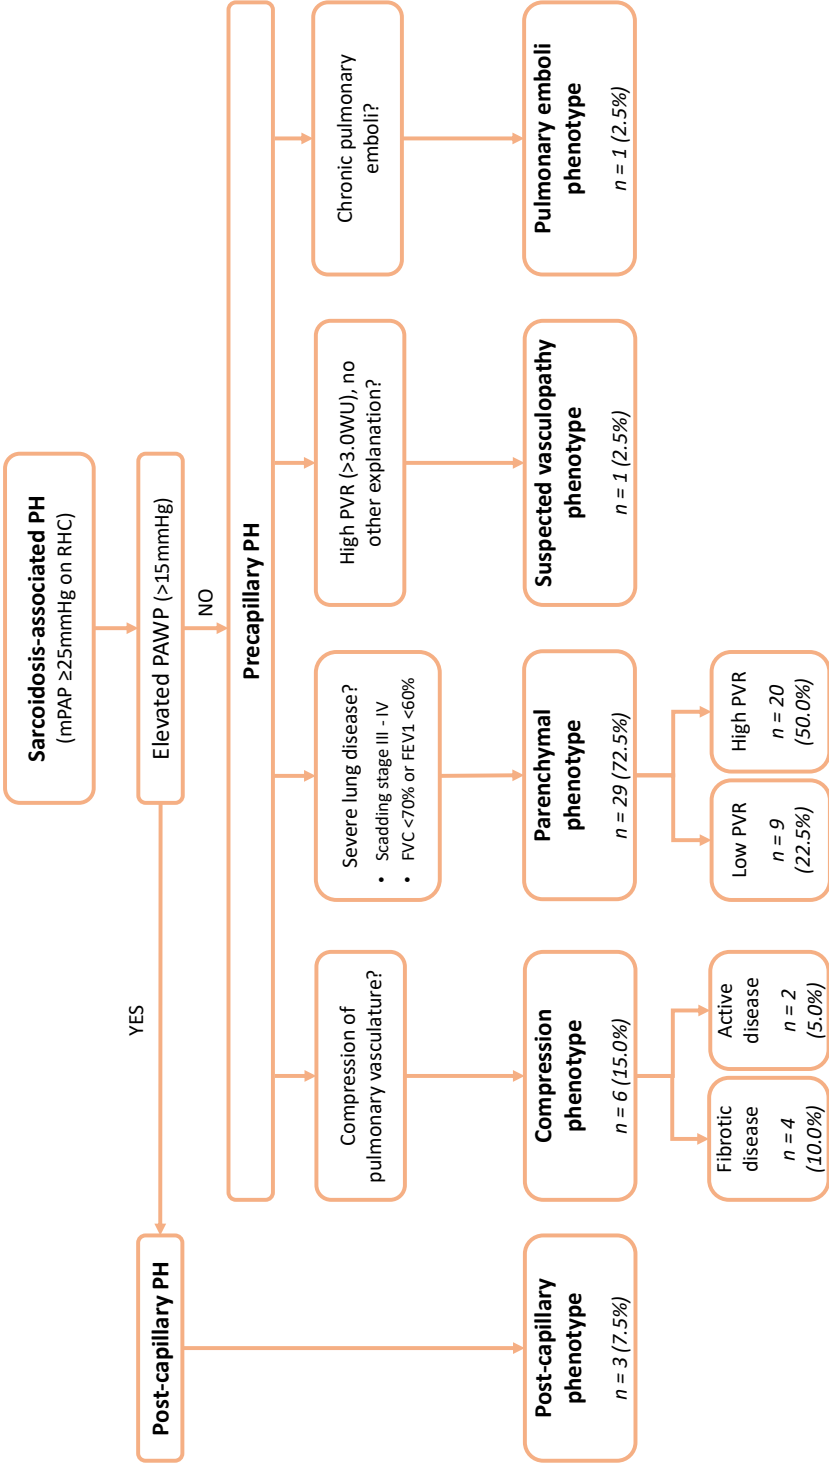 Sarcoidosis-associated PH
(mPAP ≥25mmHg on RHC)
Elevated PAWP (>15mmHg)
YES
NO
Post-capillary PH
Precapillary PH
Compression of
pulmonary vasculature?
Severe lung disease?
• Scadding stage III - IV
• FVC <70% or FEV1 <60%
High PVR (>3.0WU), no
other explanation?
Chronic pulmonary
emboli?
Post-capillary
phenotype
n = 3 (7.5%)
Compression
phenotype
n = 6 (15.0%)
Parenchymal
phenotype
n = 29 (72.5%)
Suspected vasculopathy
phenotype
n = 1 (2.5%)
Pulmonary emboli
phenotype
n = 1 (2.5%)
Fibrotic
disease
n = 4
(10.0%)
Active
disease
n = 2
(5.0%)
Low PVR
n = 9
(22.5%)
High PVR
n = 20
(50.0%)